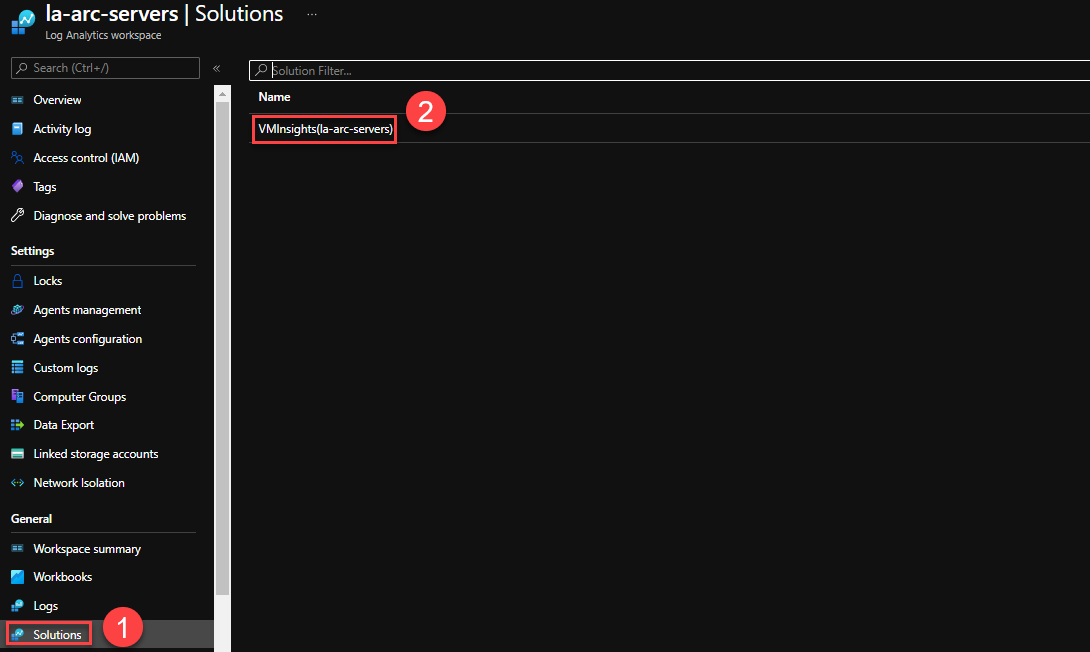 la-arc-servers | Solutions ...
Log Analytics workspace
Search (Ctrl+/) «
Overview
Activity log
Access control (IAM)
Tags
Diagnose and solve problems
Settings
Locks
Agents management
Agents configuration
Custom logs
Computer Groups
Data Export
Linked storage accounts
Network Isolation
General
Workspace summary
Workbooks
Logs
Solutions
1
Solution Filter...
Name
VMInsights(la-arc-servers)
2